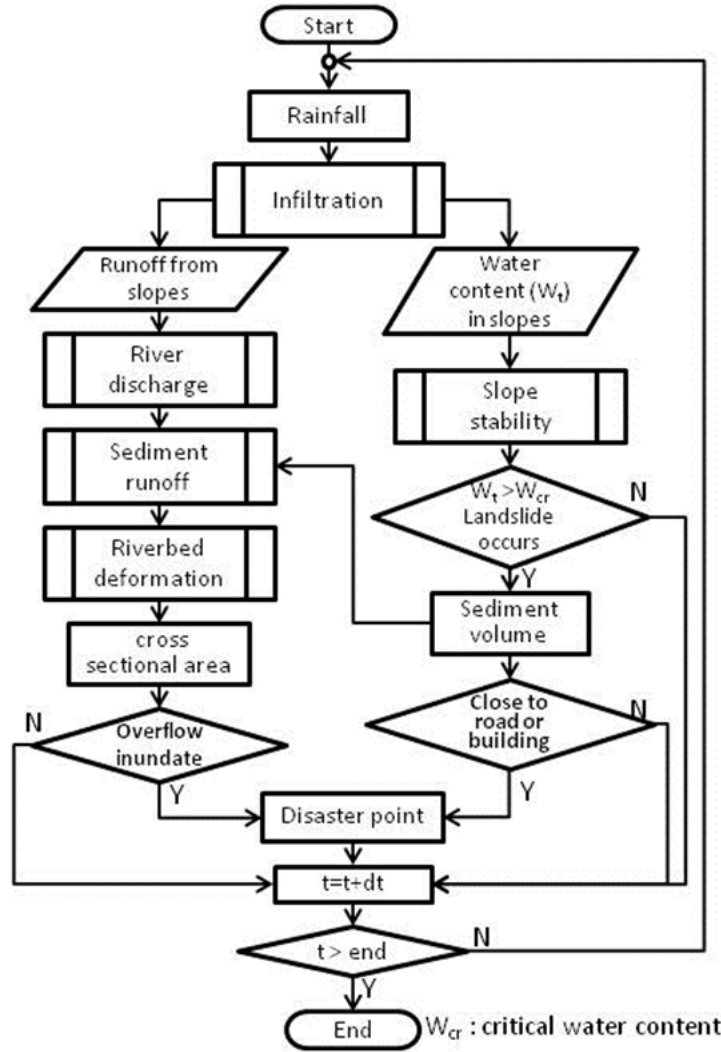 Start
Rainfall
Infiltration
Runoff from
slopes
Water
content (Wt)
in slopes
River
discharge
Slope
stability
Sediment
runoff
Wt >Wcr
Landslide
occurs
N
Y
Riverbed
deformation
Sediment
volume
cross
sectional area
Close to
road or
building
N
Y
N
Overflow
inundate
Y
Disaster point
t=t+dt
t > end
N
Y
End
Wcr : critical water content